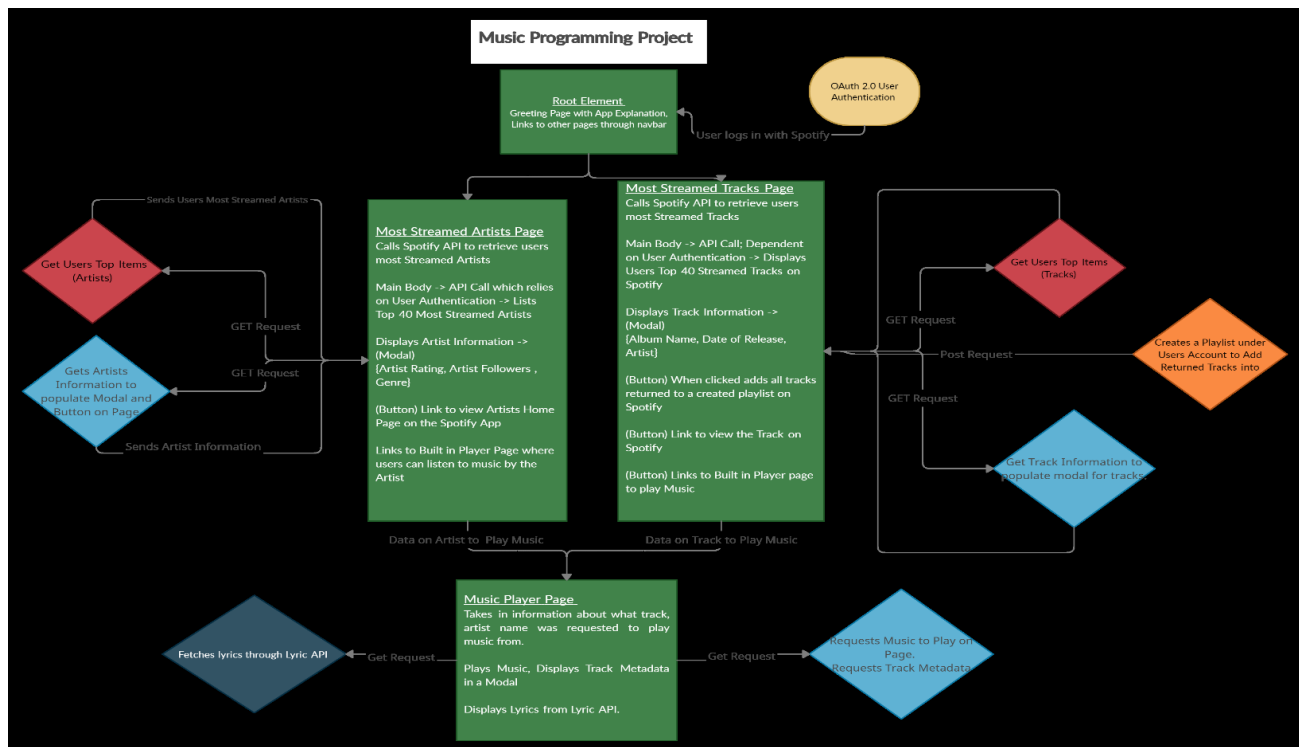 Music Programming Project
Root Element
Greeting Page with App Explanation,
Links to other pages through navbar
OAuth 2.0 User
Authentication
User logs in with Spotify
Most Streamed Artists Page
Calls Spotify API to retrieve users
most Streamed Artists
Main Body -> API Call which relies
on User Authentication -> Lists
Top 40 Most Streamed Artists
Displays Artist Information ->
(Modal)
[Artist Rating, Artist Followers ,
Genre]
(Button) Link to view Artists Home
Page on the Spotify App
Links to Built in Player Page where
users can listen to music by the
Artist
Most Streamed Tracks Page
Calls Spotify API to retrieve users
most Streamed Tracks
Main Body -> API Call; Dependent
on User Authentication -> Displays
Users Top 40 Streamed Tracks on
Spotify
Displays Track Information ->
(Modal)
[Album Name, Date of Release,
Artist]
(Button) When clicked adds all tracks
returned to a created playlist on
Spotify
(Button) Link to view the Track on
Spotify
(Button) Links to Built in Player page
to play Music
Sends Users Most Streamed Artists
Get Users Top Items
(Artists)
GET Request
GET Request
Gets Artists
Information to
populate Modal and
Button on Page
Sends Artist Information
Get Users Top Items
(Tracks)
GET Request
Post Request
Creates a Playlist under
Users Account to Add
Returned Tracks into
GET Request
Get Track Information to
populate modal for tracks.
Data on Artist to Play Music
Data on Track to Play Music
Music Player Page
Takes in information about what track,
artist name was requested to play
music from.
Plays Music, Displays Track Metadata
in a Modal
Displays Lyrics from Lyric API.
Fetches lyrics through Lyric API
Get Request
Get Request
Requests Music to Play on
Page.
Requests Track Metadata